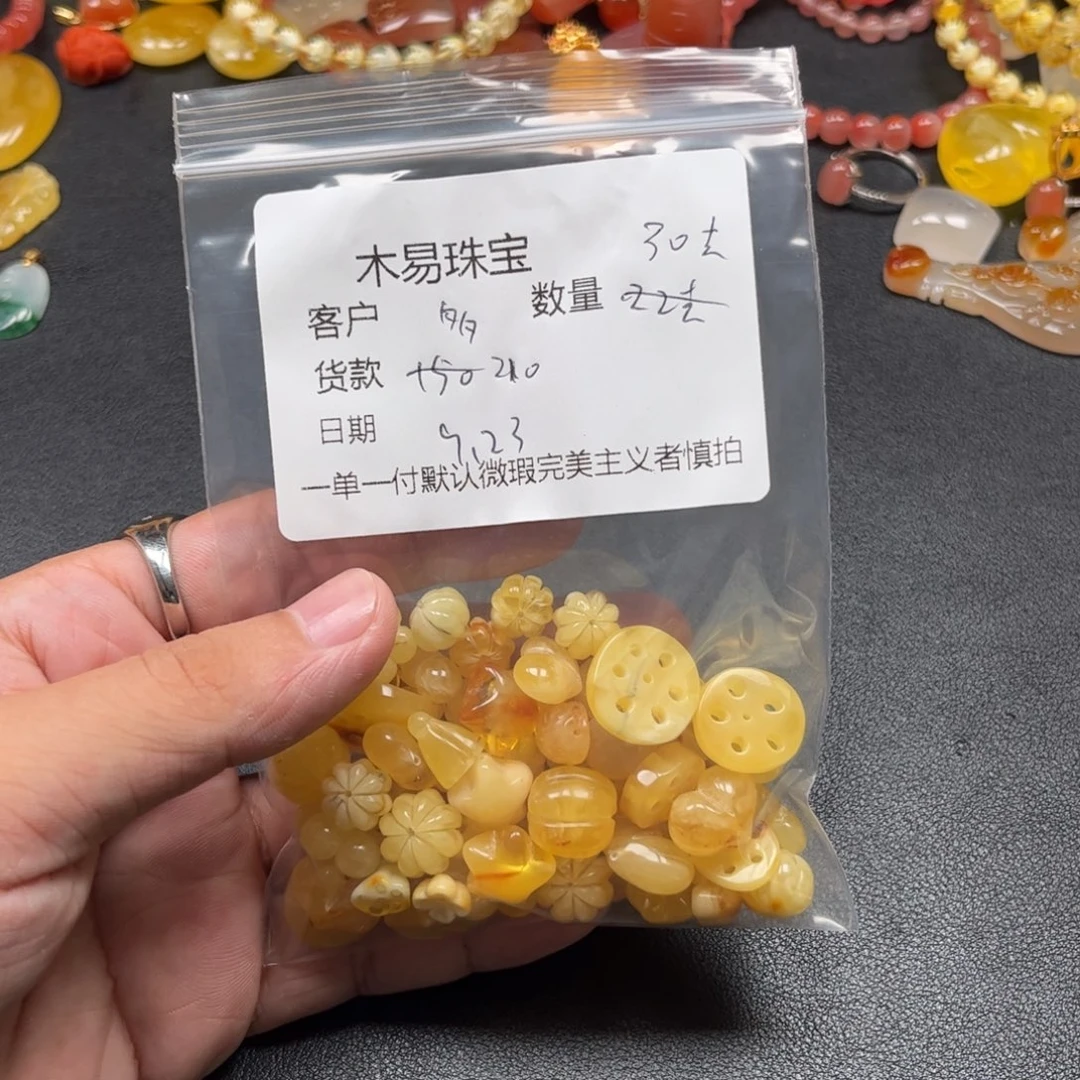 木易珠宝 30去
客户 数量 22去
货款 150 210
日期 9.23
一单一付默认微瑕完美主义者慎拍